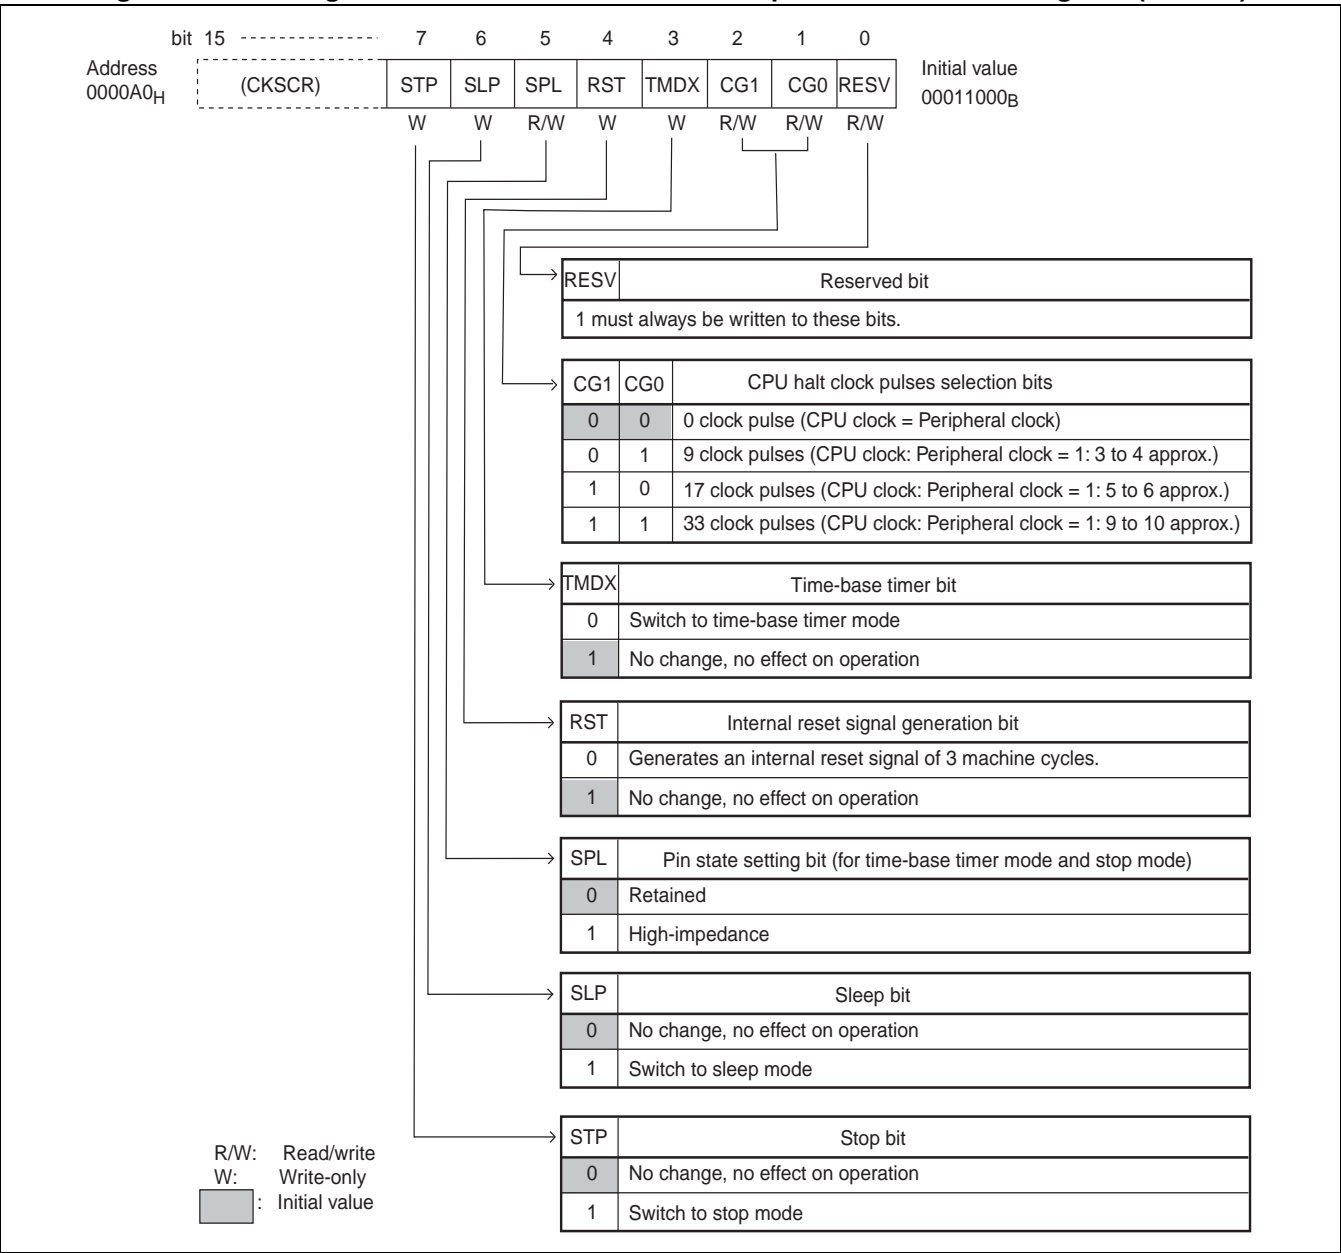 bit 15 7 6 5 4 3 2 1 0
Address
0000A0H
(CKSCR) STP SLP SPL RST TMDX CG1 CG0 RESV
Initial value
00011000B
W W R/W W W R/W R/W R/W
RESV Reserved bit
1 must always be written to these bits.
CG1 CG0 CPU halt clock pulses selection bits
0 0 0 clock pulse (CPU clock = Peripheral clock)
0 1 9 clock pulses (CPU clock: Peripheral clock = 1: 3 to 4 approx.)
1 0 17 clock pulses (CPU clock: Peripheral clock = 1: 5 to 6 approx.)
1 1 33 clock pulses (CPU clock: Peripheral clock = 1: 9 to 10 approx.)
TMDX Time-base timer bit
0 Switch to time-base timer mode
1 No change, no effect on operation
RST Internal reset signal generation bit
0 Generates an internal reset signal of 3 machine cycles.
1 No change, no effect on operation
SPL Pin state setting bit (for time-base timer mode and stop mode)
0 Retained
1 High-impedance
SLP Sleep bit
0 No change, no effect on operation
1 Switch to sleep mode
STP Stop bit
0 No change, no effect on operation
1 Switch to stop mode
R/W: Read/write
W: Write-only
: Initial value